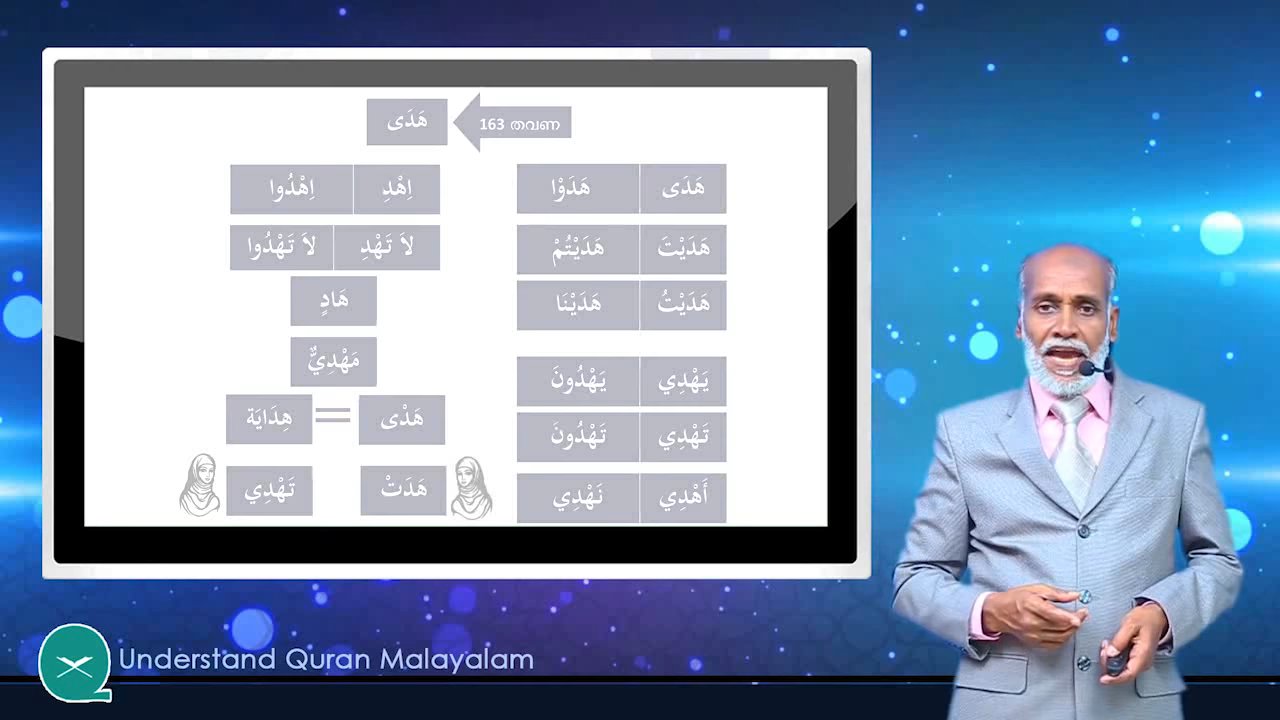 هَدَى
163 തവണ
هَدَى هَدَوْا
هَدَيْتَ هَدَيْتُمْ
هَدَيْتُ هَدَيْنَا
يَهْدِي يَهْدُونَ
تَهْدِي تَهْدُونَ
أَهْدِي نَهْدِي
اِهْدِ اِهْدُوا
لاَ تَهْدِ لاَ تَهْدُوا
هَادٍ
مَهْدِيٌّ
هَدْى = هِدَايَة
هَدَتْ تَهْدِي
Understand Quran Malayalam